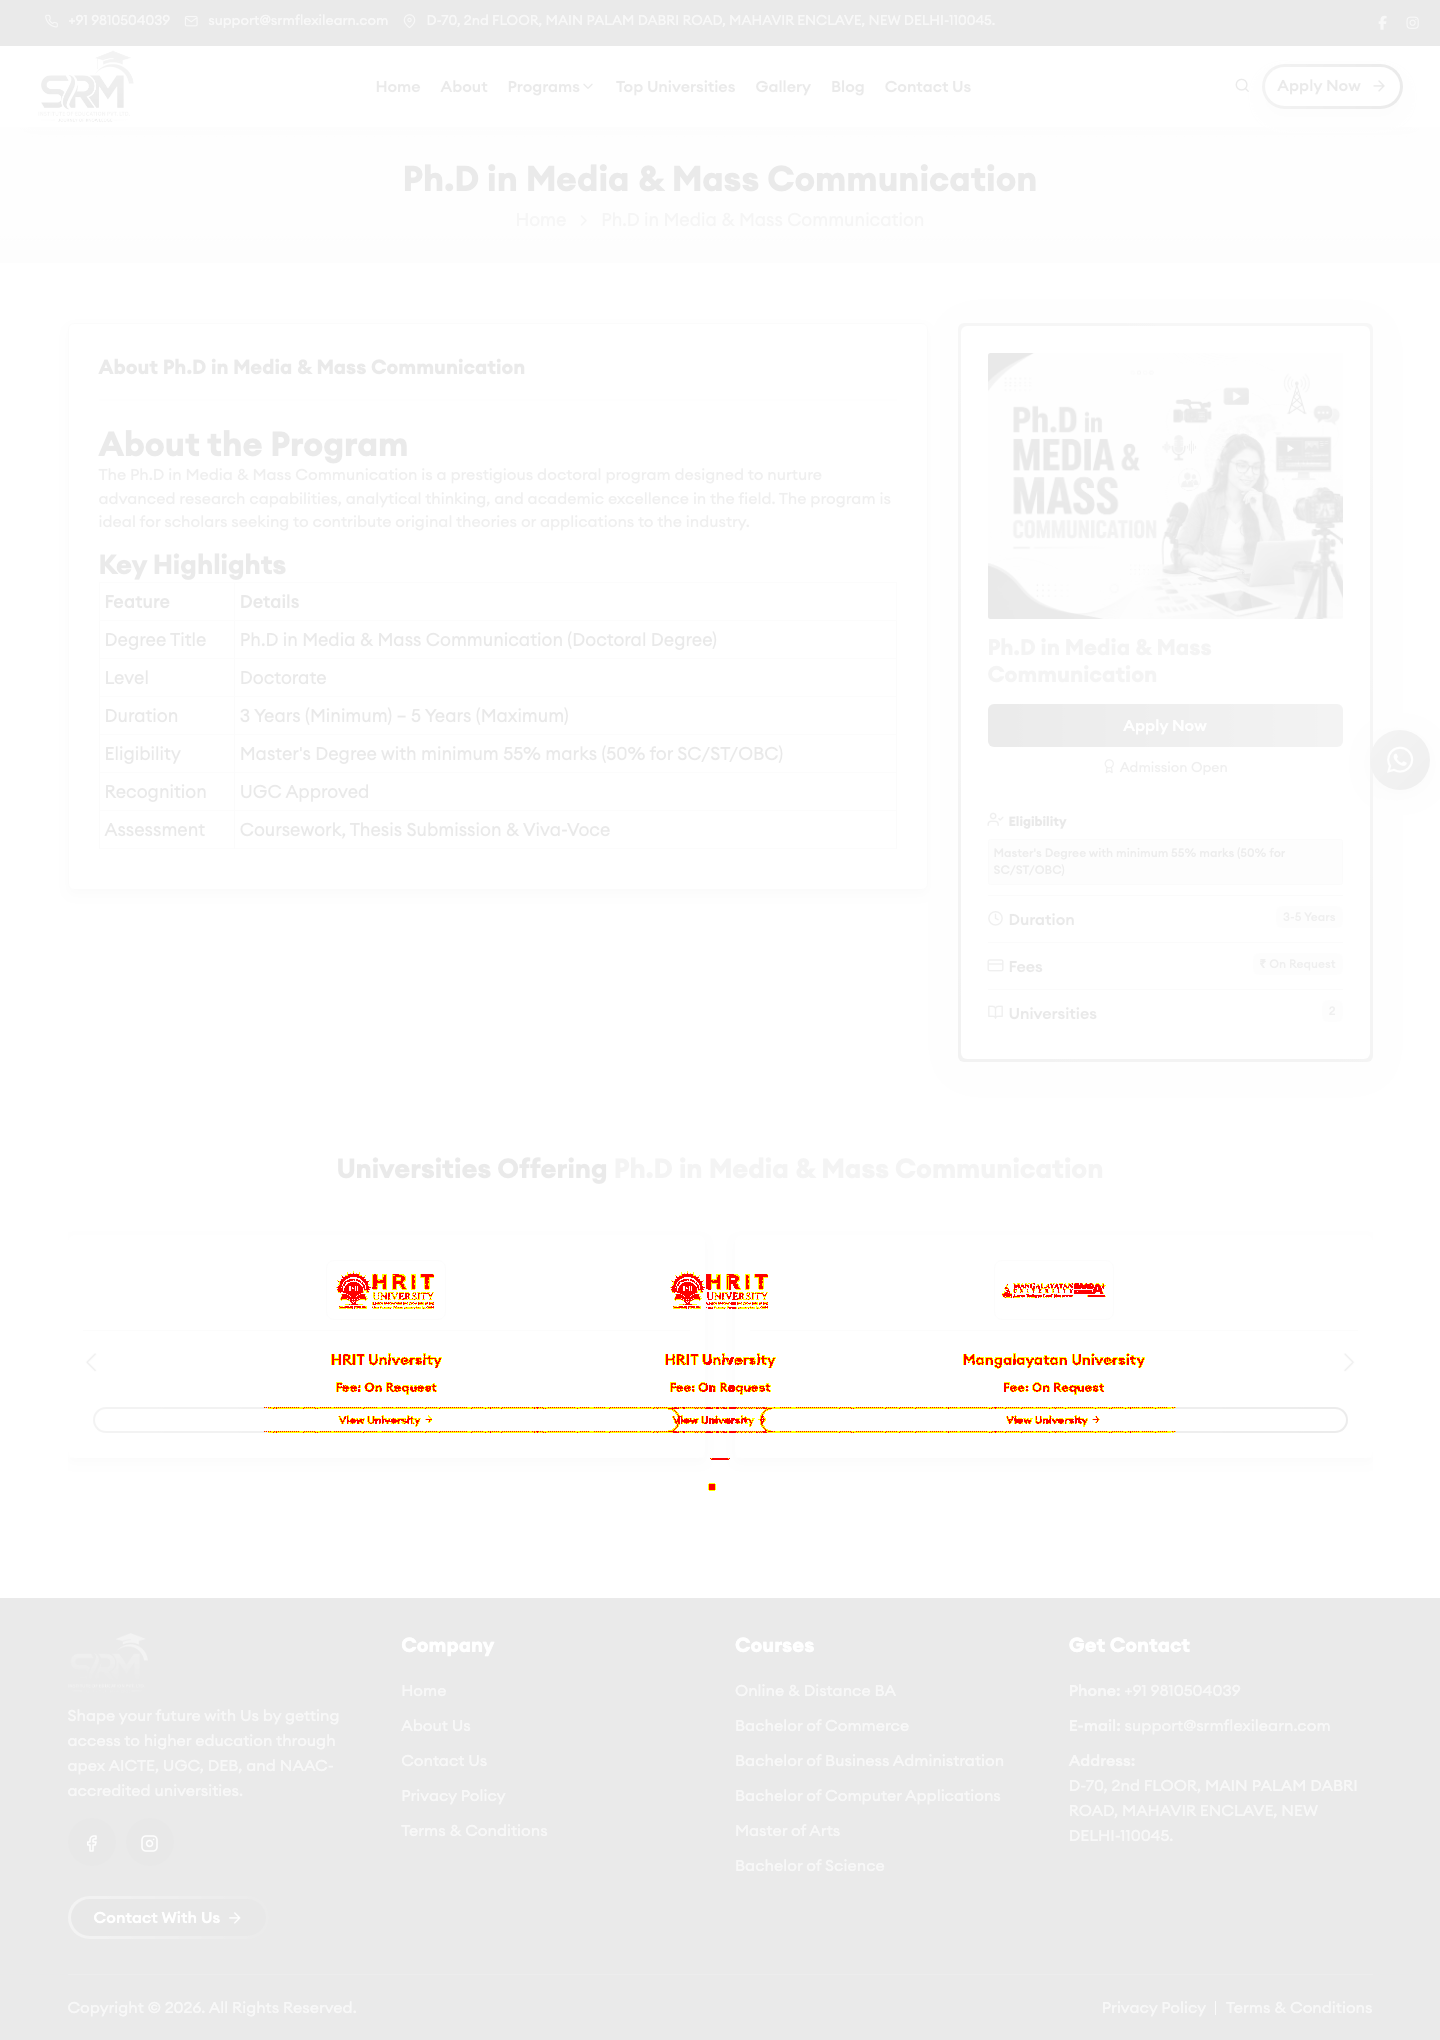 +91 9810504039 support@srmflexilearn.com D-70, 2nd FLOOR, MAIN PALAM DABRI ROAD, MAHAVIR ENCLAVE, NEW DELHI-110045.
SRM
Home About Programs Top Universities Gallery Blog Contact Us Apply Now
Ph.D in Media & Mass Communication
Home Ph.D in Media & Mass Communication
About Ph.D in Media & Mass Communication
About the Program
The Ph.D in Media & Mass Communication is a prestigious doctoral program designed to nurture
advanced research capabilities, analytical thinking, and academic excellence in the field. The program is
ideal for scholars seeking to contribute original theories or applications to the industry.
Key Highlights
Feature Details
Degree Title Ph.D in Media & Mass Communication (Doctoral Degree)
Level Doctorate
Duration 3 Years (Minimum) – 5 Years (Maximum)
Eligibility Master's Degree with minimum 55% marks (50% for SC/ST/OBC)
Recognition UGC Approved
Assessment Coursework, Thesis Submission & Viva-Voce
Ph.D in
MEDIA &
MASS
COMMUNICATION
Ph.D in Media & Mass
Communication
Apply Now
Admission Open
Eligibility
Master's Degree with minimum 55% marks (50% for
SC/ST/OBC)
Duration 3-5 Years
Fees ₹ On Request
Universities 2
Universities Offering Ph.D in Media & Mass Communication
HRIT HRIT MANGALAYATAN
UNIVERSITY UNIVERSITY UNIVERSITY
HRIT University HRIT University Mangalayatan University
Fee: On Request Fee: On Request Fee: On Request
View University View University View University
Company Courses Get Contact
Home Online & Distance BA Phone: +91 9810504039
Shape your future with Us by getting
access to higher education through
apex AICTE, UGC, DEB, and NAAC-
accredited universities.
About Us Bachelor of Commerce E-mail: support@srmflexilearn.com
Contact Us Bachelor of Business Administration Address:
D-70, 2nd FLOOR, MAIN PALAM DABRI
ROAD, MAHAVIR ENCLAVE, NEW
DELHI-110045.
Privacy Policy Bachelor of Computer Applications
Terms & Conditions Master of Arts
Bachelor of Science
Contact With Us
Copyright © 2026. All Rights Reserved. Privacy Policy | Terms & Conditions